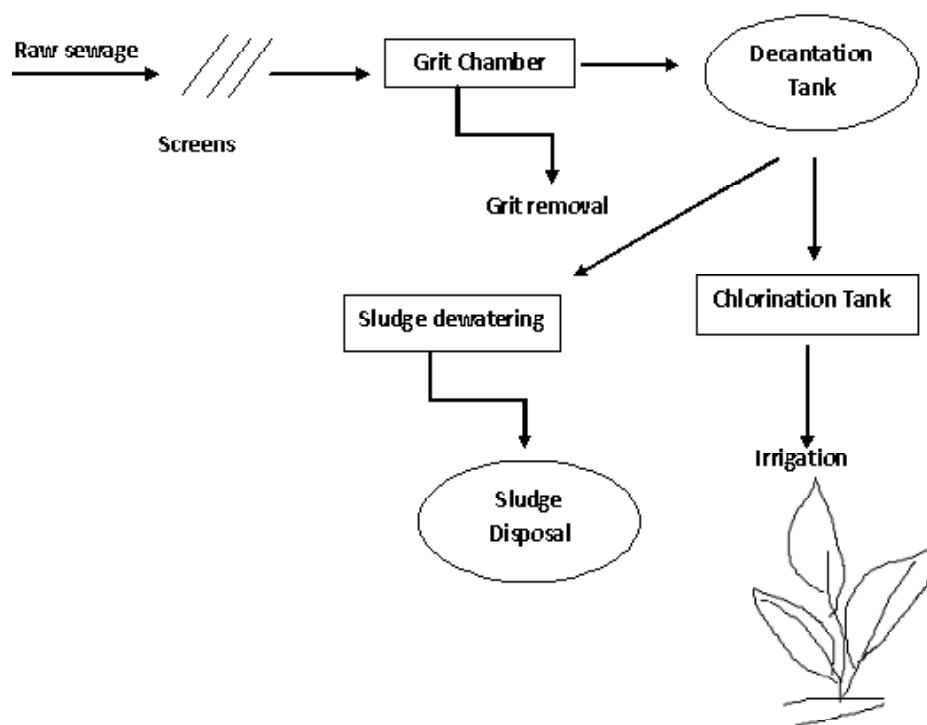 Raw sewage
Screens
Grit Chamber
Grit removal
Decantation
Tank
Sludge dewatering
Chlorination Tank
Sludge
Disposal
Irrigation